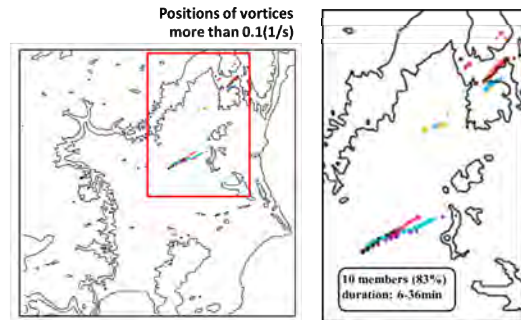 Positions of vortices
more than 0.1(1/s)
10 members (83%)
duration: 6-36min